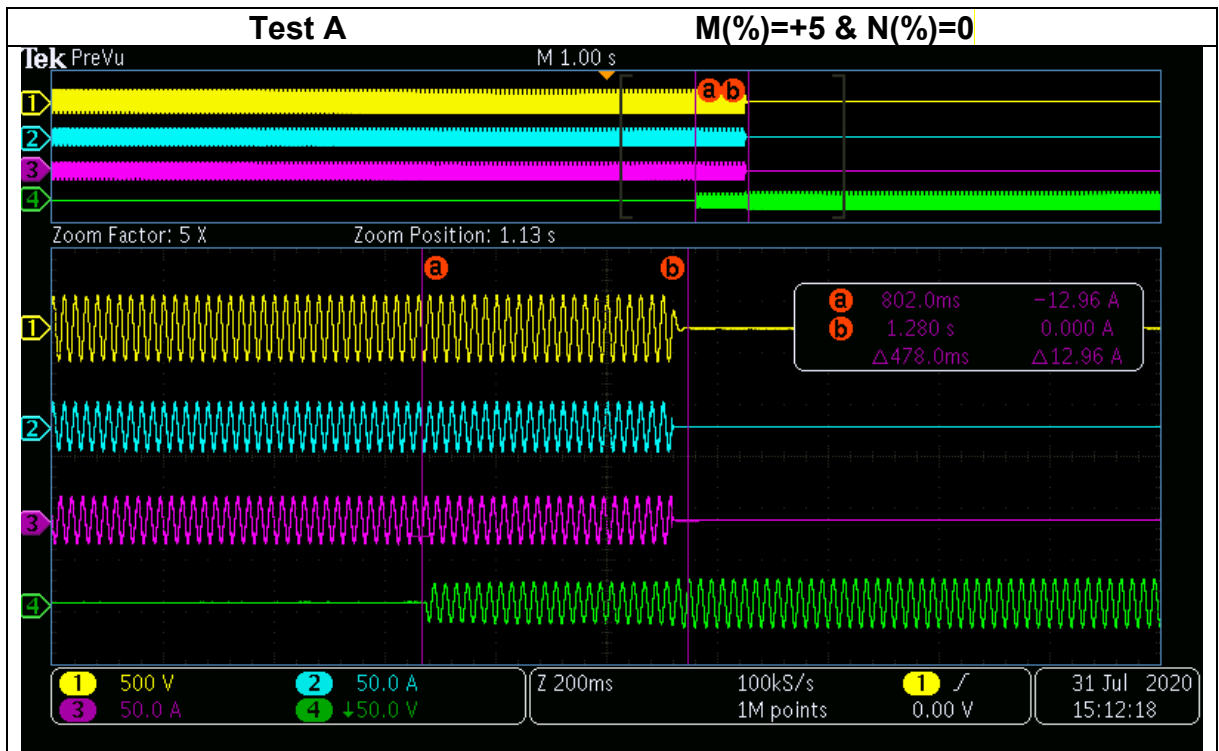 Test A M(%)=+5 & N(%)=0
Tek PreVu M 1.00 s
a b
1
2
3
4
Zoom Factor: 5 X Zoom Position: 1.13 s
a b
a 802.0ms -12.96 A
1 b 1.280 s 0.000 A
△478.0ms △12.96 A
2
3
4
1 500 V 2 50.0 A Z 200ms 100kS/s 1 ∫ 31 Jul 2020
3 50.0 A 4 ↓50.0 V 1M points 0.00 V 15:12:18